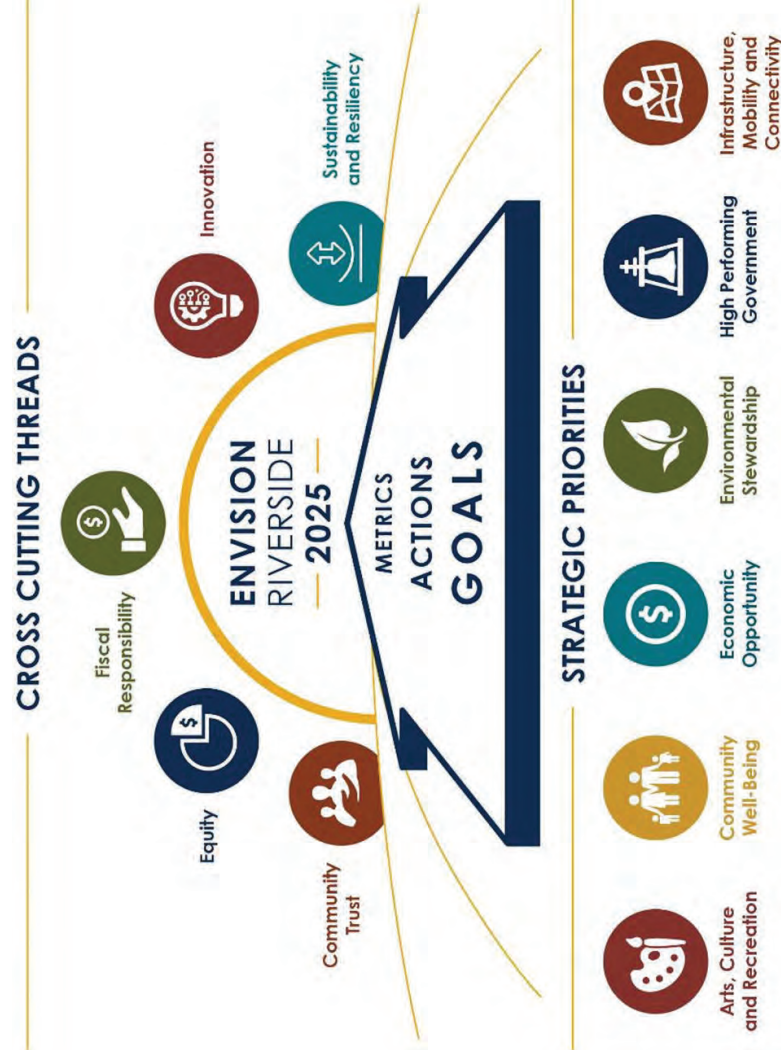 CROSS CUTTING THREADS
Fiscal
Responsibility
Equity
Innovation
Community
Trust
Sustainability
and Resiliency
ENVISION
RIVERSIDE
2025
METRICS
ACTIONS
GOALS
STRATEGIC PRIORITIES
Arts, Culture
and Recreation
Community
Well-Being
Economic
Opportunity
Environmental
Stewardship
High Performing
Government
Infrastructure,
Mobility and
Connectivity